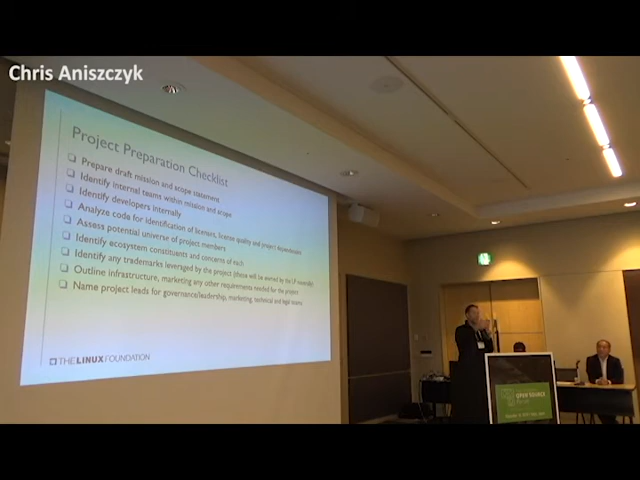 Chris Aniszczyk
Project Preparation Checklist
Prepare draft mission and scope statement
Identify internal teams within mission and scope
Identify developers internally
Analyze code for identification of licenses, license quality and project dependencies
Assess potential universe of project members
Identify ecosystem constituents and concerns of each
Identify any trademarks leveraged by the project (these will be owned by the LF normally)
Outline infrastructure, marketing any other requirements needed for the project
Name project leads for governance/leadership, marketing, technical and legal teams
THE LINUX FOUNDATION
OPEN SOURCE